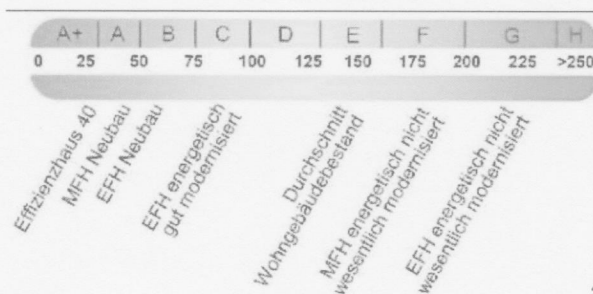 A+ A B C D E F G H
0 25 50 75 100 125 150 175 200 225 >250
Effizienzhaus 40
MFH Neubau
EFH Neubau
EFH energetisch
gut modernisiert
Durchschnitt
Wohngebäudebestand
MFH energetisch nicht
wesentlich modernisiert
EFH energetisch nicht
wesentlich modernisiert